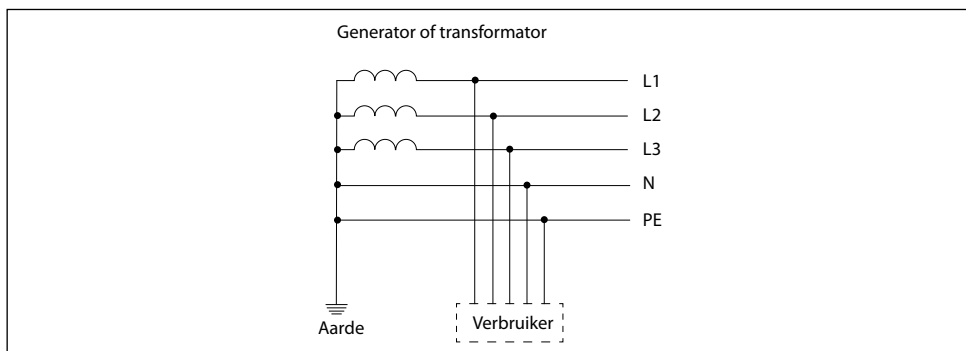 Generator of transformator
L1
L2
L3
N
PE
Aarde
Verbruiker